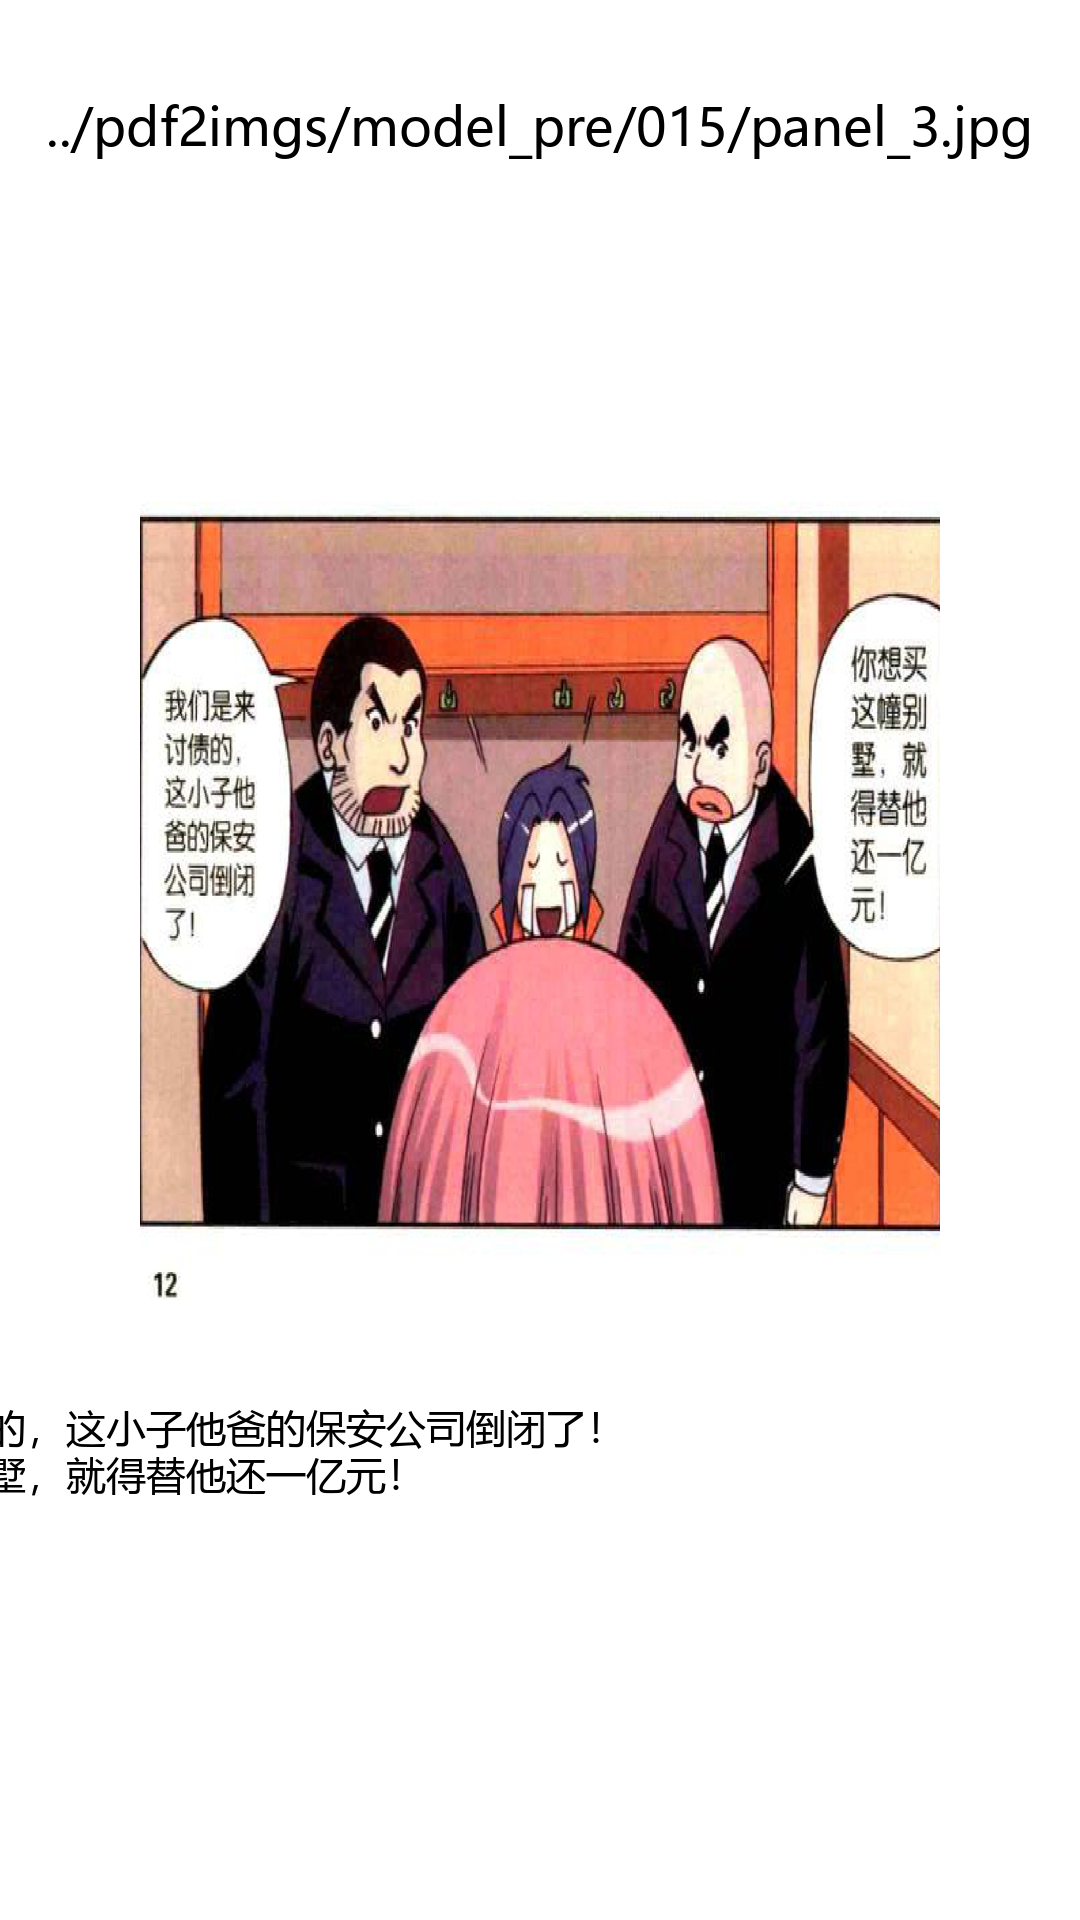 ../pdf2imgs/model_pre/015/panel_3.jpg
我们是来
讨债的，
这小子他
爸的保安
公司倒闭
了！
你想买
这幢别
墅，就
得替他
还一亿
元！
12
的，这小子他爸的保安公司倒闭了！
墅，就得替他还一亿元！